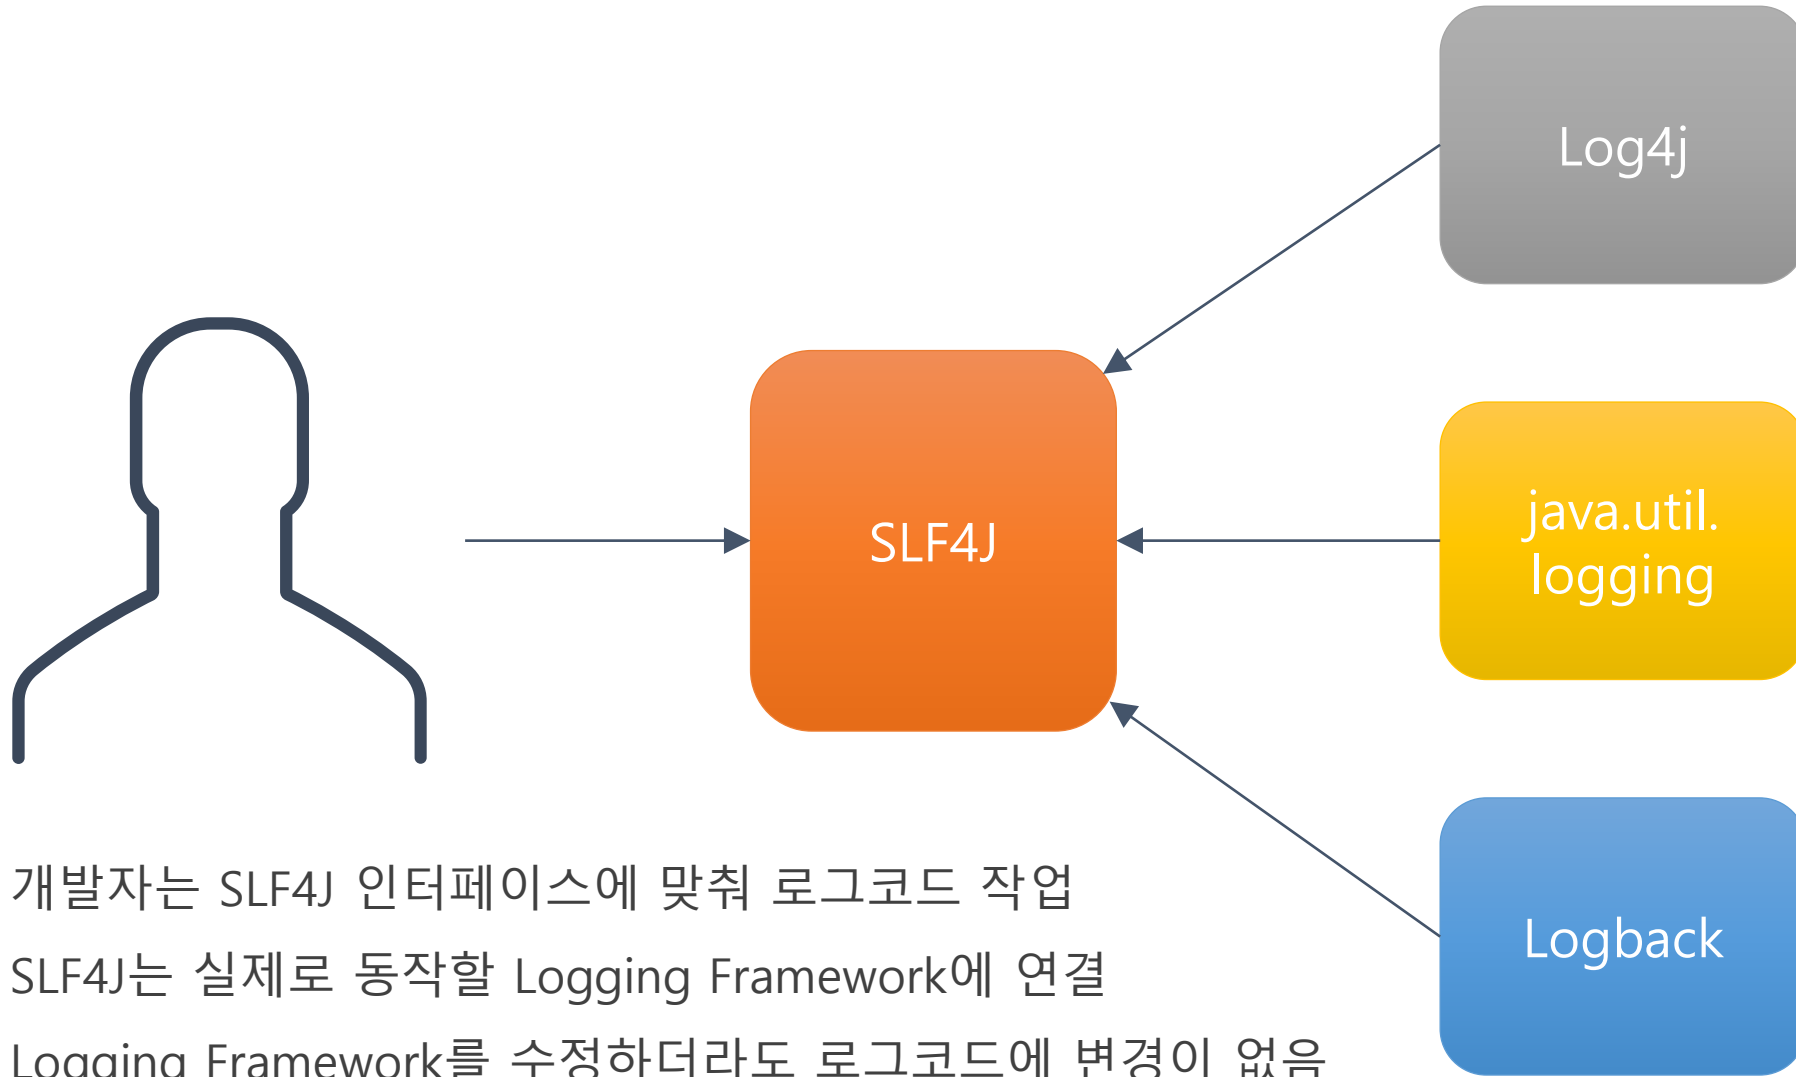 Log4j
SLF4J
java.util.
logging
Logback
개발자는 SLF4J 인터페이스에 맞춰 로그코드 작업
SLF4J는 실제로 동작할 Logging Framework에 연결
Logging Framework를 수정하더라도 로그코드에 변경이 없음